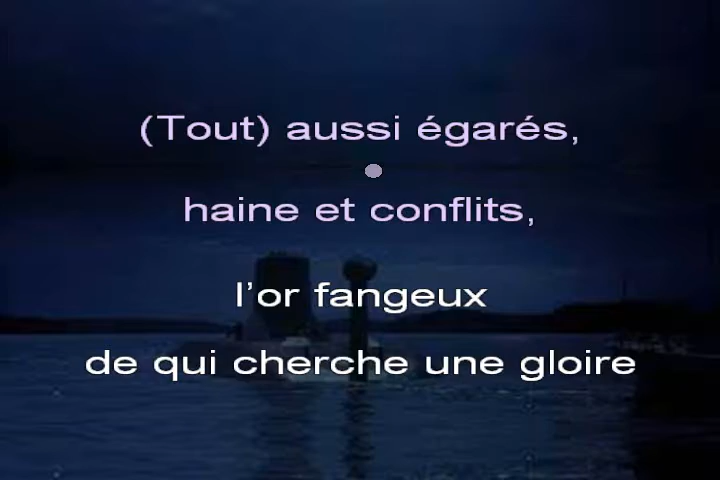 (Tout) aussi égarés,
haine et conflits,
l'or fangeux
de qui cherche une gloire